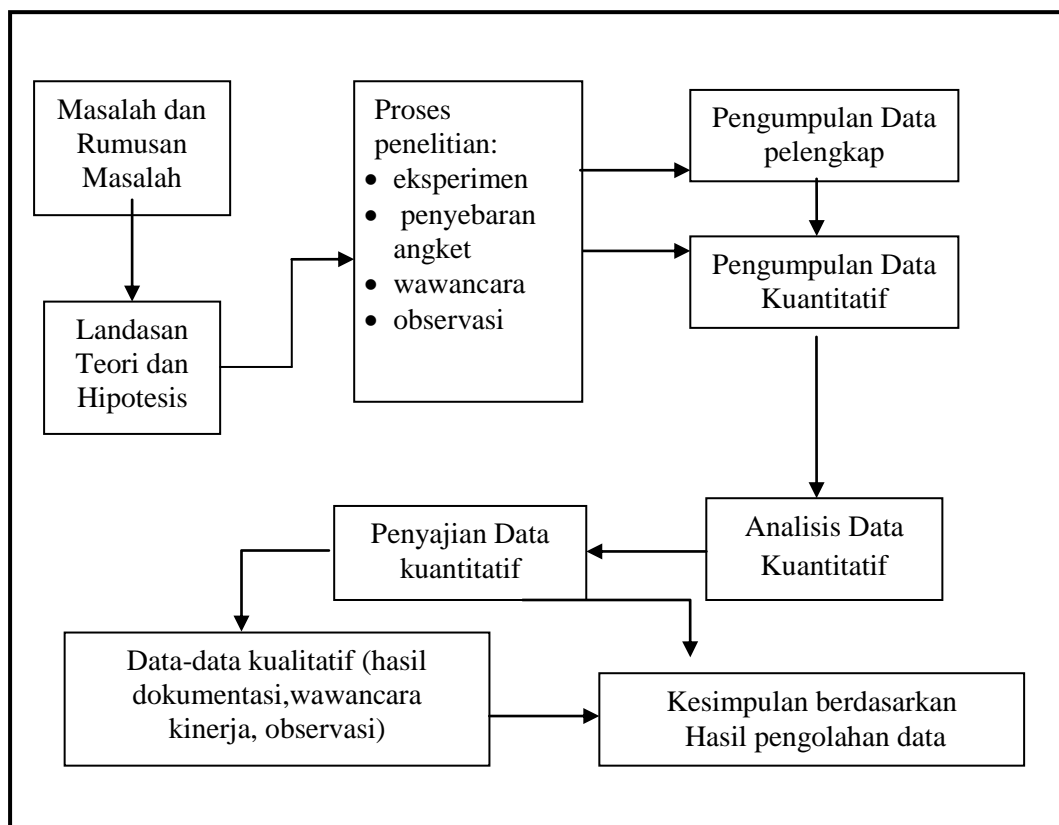 Masalah dan
Rumusan
Masalah
Landasan
Teori dan
Hipotesis
Proses
penelitian:
• eksperimen
• penyebaran
angket
• wawancara
• observasi
Pengumpulan Data
pelengkap
Pengumpulan Data
Kuantitatif
Analisis Data
Kuantitatif
Penyajian Data
kuantitatif
Data-data kualitatif (hasil
dokumentasi,wawancara
kinerja, observasi)
Kesimpulan berdasarkan
Hasil pengolahan data